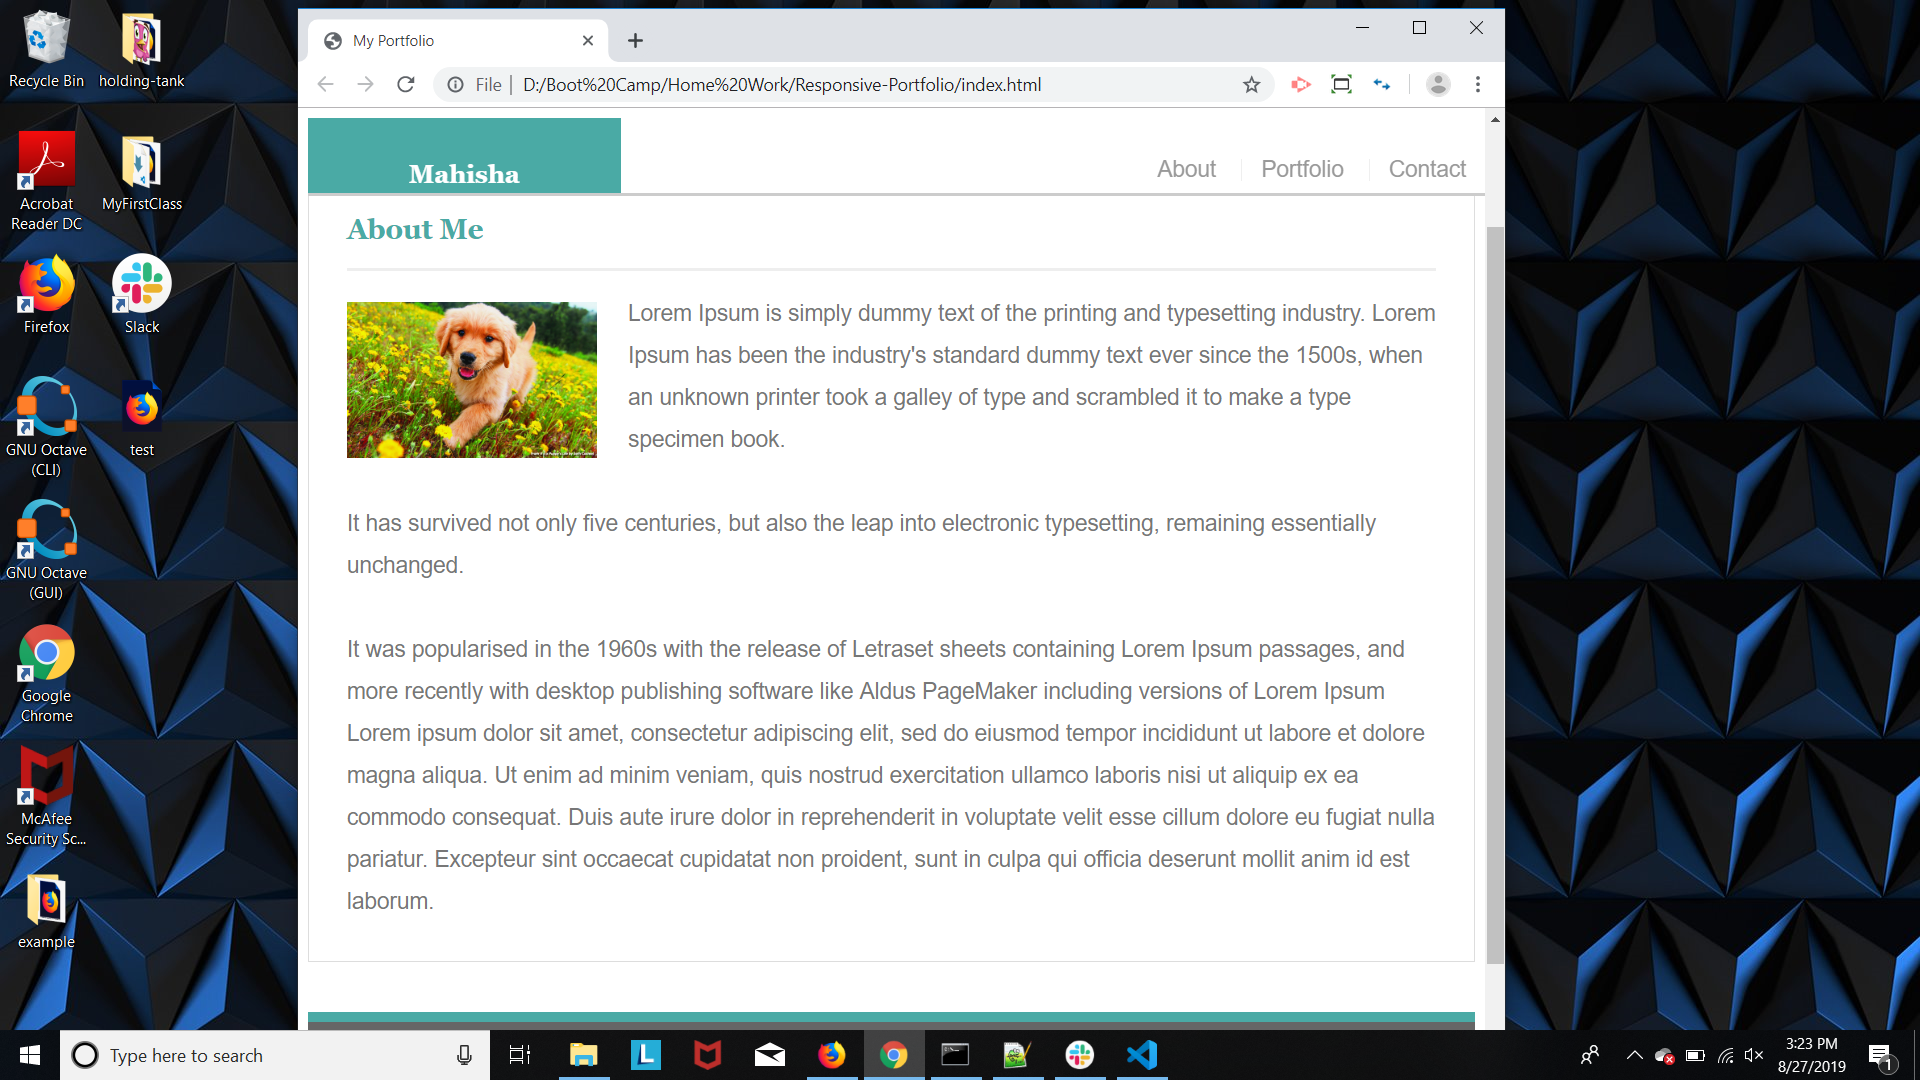 Recycle Bin
holding-tank
Acrobat
Reader DC
MyFirstClass
Firefox
Slack
GNU Octave
(CLI)
test
GNU Octave
(GUI)
Google
Chrome
McAfee
Security Sc...
example
My Portfolio
File
D:/Boot%20Camp/Home%20Work/Responsive-Portfolio/index.html
Mahisha
About
Portfolio
Contact
About Me
Lorem Ipsum is simply dummy text of the printing and typesetting industry. Lorem
Ipsum has been the industry's standard dummy text ever since the 1500s, when
an unknown printer took a galley of type and scrambled it to make a type
specimen book.
It has survived not only five centuries, but also the leap into electronic typesetting, remaining essentially
unchanged.
It was popularised in the 1960s with the release of Letraset sheets containing Lorem Ipsum passages, and
more recently with desktop publishing software like Aldus PageMaker including versions of Lorem Ipsum
Lorem ipsum dolor sit amet, consectetur adipiscing elit, sed do eiusmod tempor incididunt ut labore et dolore
magna aliqua. Ut enim ad minim veniam, quis nostrud exercitation ullamco laboris nisi ut aliquip ex ea
commodo consequat. Duis aute irure dolor in reprehenderit in voluptate velit esse cillum dolore eu fugiat nulla
pariatur. Excepteur sint occaecat cupidatat non proident, sunt in culpa qui officia deserunt mollit anim id est
laborum.
Type here to search
L
3:23 PM
8/27/2019
1